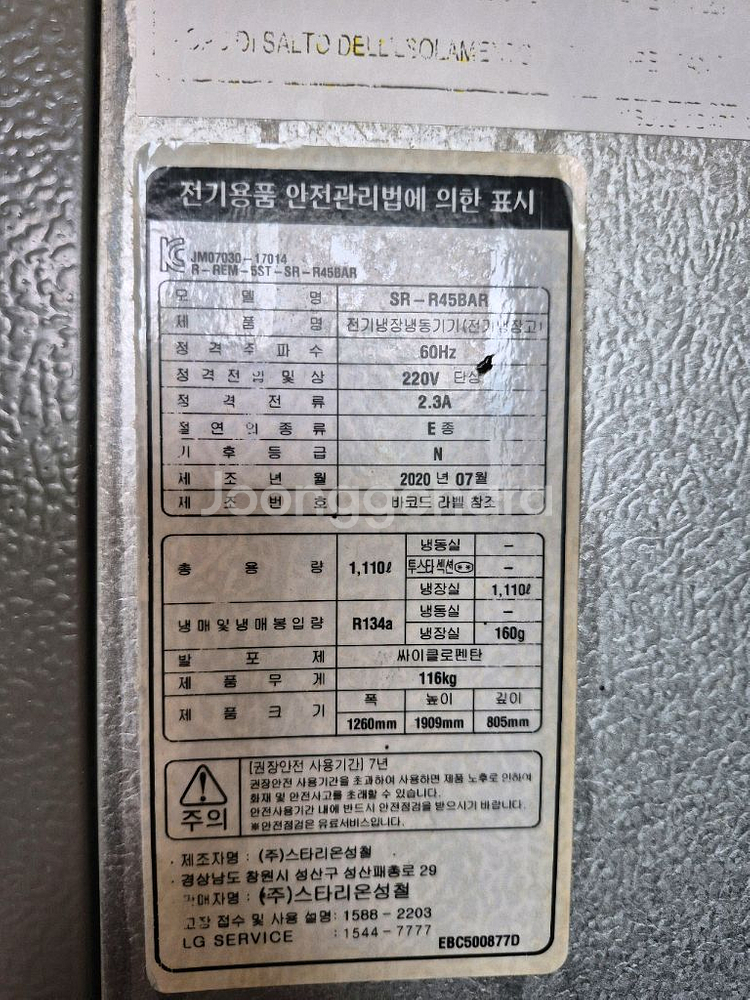 DI SALTO DELL'ISOLAMENTO
전기용품 안전관리법에 의한 표시
JM07030-17014
R-REM-5ST-SR-R45BAR
모 델 명 SR-R45BAR
제 품 명 전기냉장냉동기기(전기냉장고)
정 격 주 파 수 60Hz
정격전압및상 220V 단상
정 격 전 류 2.3A
절 연 의 종 류 E 종
기 후 등 급 N
제 조 년 월 2020 년 07월
제 조 번 호 바코드 라벨 참조
Joonggonara
총 용 량 1,110ℓ 냉동실 -
투스타섹션 -
냉장실 1,110ℓ
냉매및냉매봉입량 R134a 냉동실 -
냉장실 160g
발 포 제 싸이클로펜탄
제 품 무 게 116kg
제 품 크 기 폭 높이 깊이
1260mm 1909mm 805mm
주의
[권장안전 사용기간] 7년
권장안전 사용기간을 초과하여 사용하면 제품 노후로 인하여
화재 및 안전사고를 초래할 수 있습니다.
안전사용기간 내에 반드시 안전점검을 받으시기 바랍니다.
※안전점검은 유료서비스입니다.
· 제조자명 : (주)스타리온성철
· 경상남도 창원시 성산구 성산패총로 29
판매자명 : (주)스타리온성철
고장 접수 및 사용 설명: 1588-2203
LG SERVICE : 1544-7777
EBC500877D